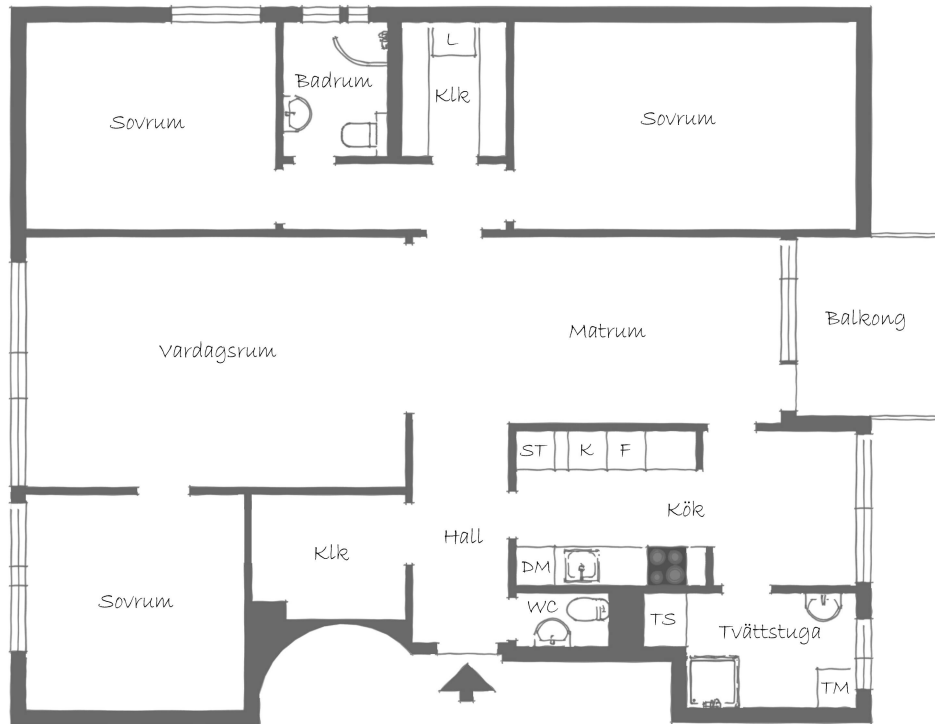 L
Badrum
Klk
Sovrum
Sovrum
Balkong
Matrum
Vardagsrum
ST
K
F
Kök
Hall
Klk
DM
Sovrum
WC
TS
Tvättstuga
TM